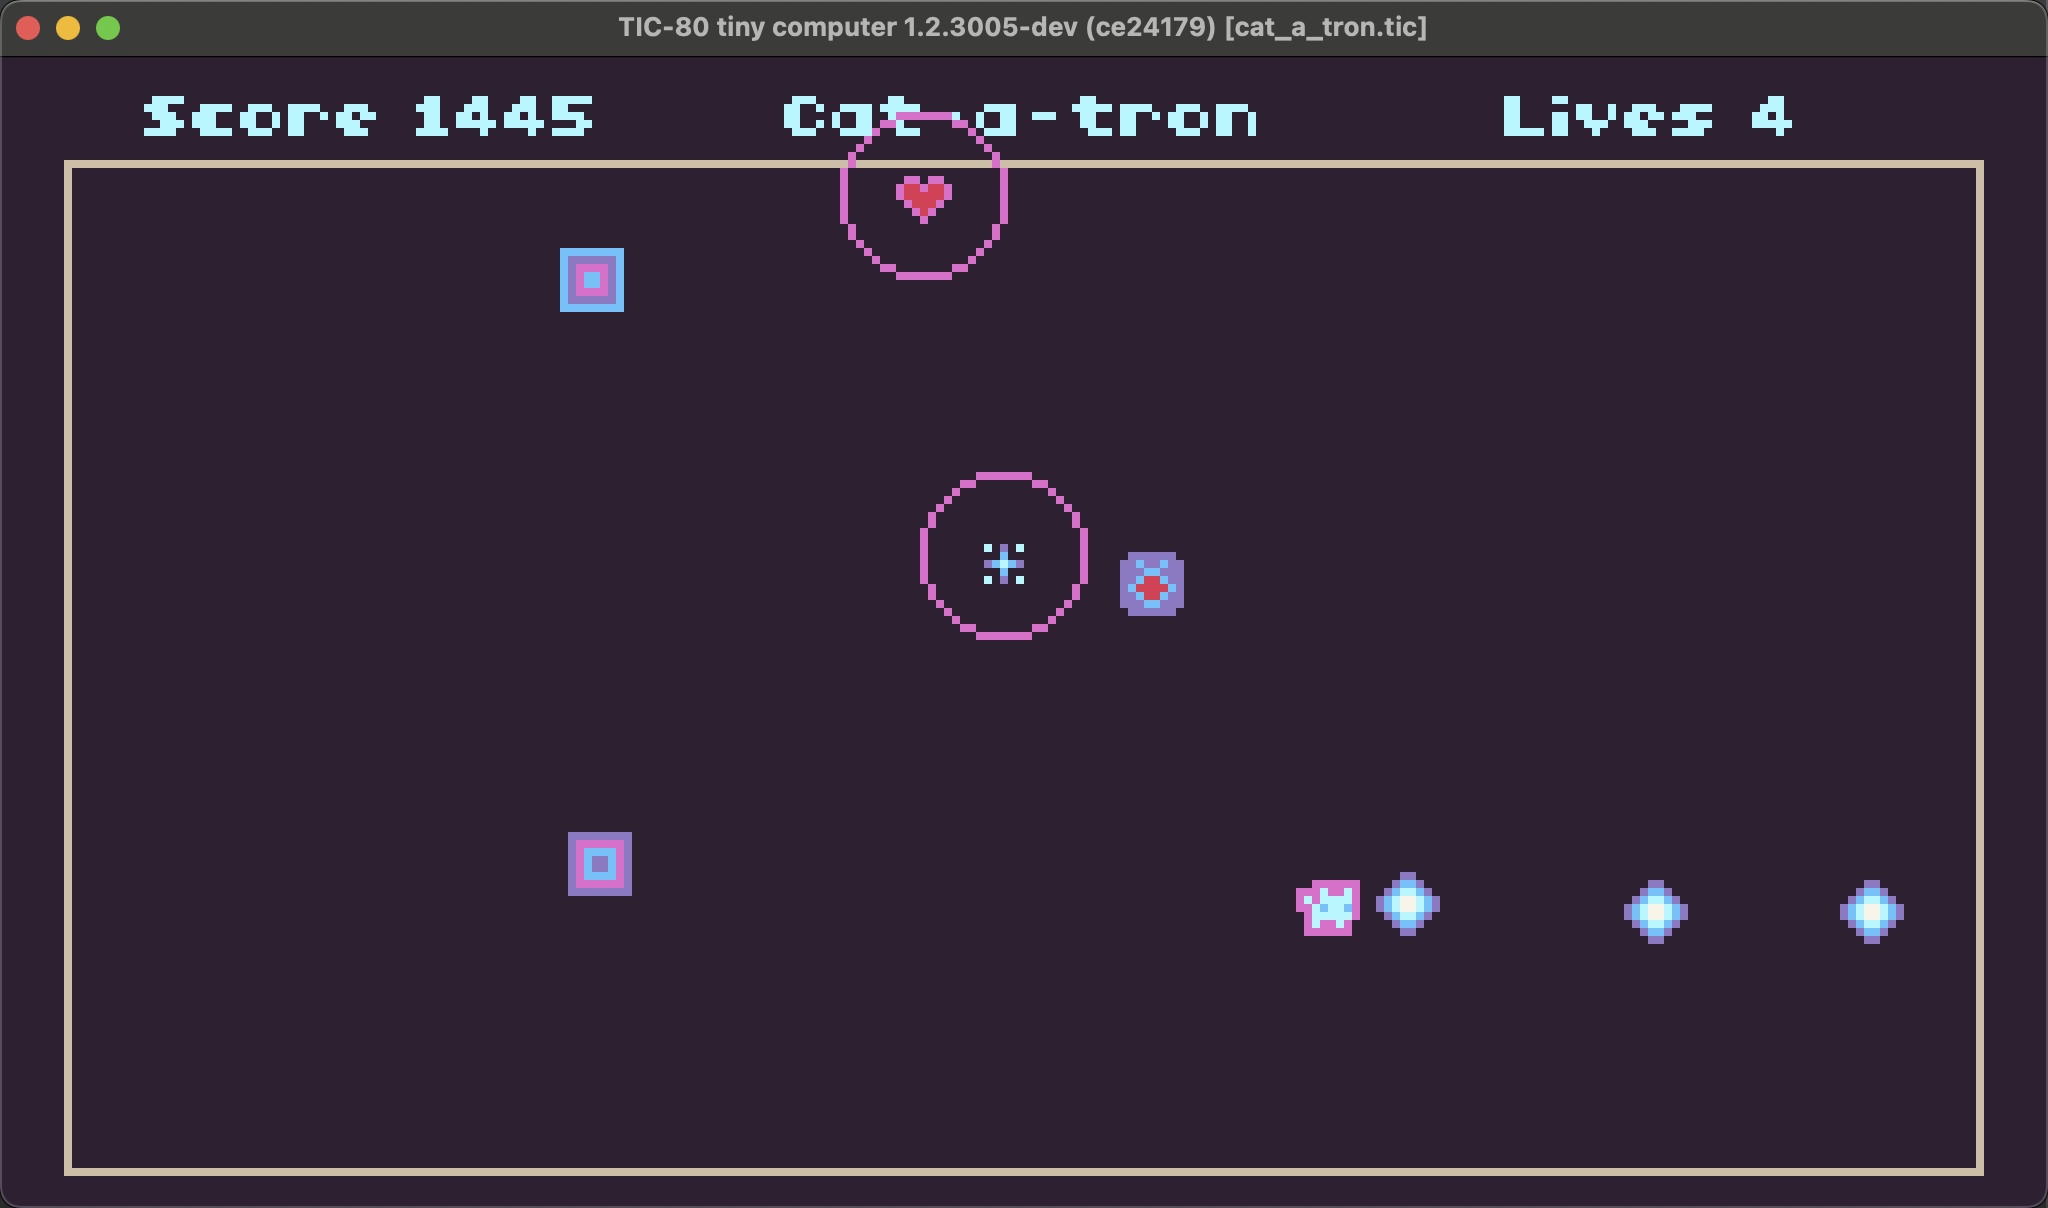 TIC-80 tiny computer 1.2.3005-dev (ce24179) [cat_a_tron.tic]
Score 1445 Cat-a-tron Lives 4